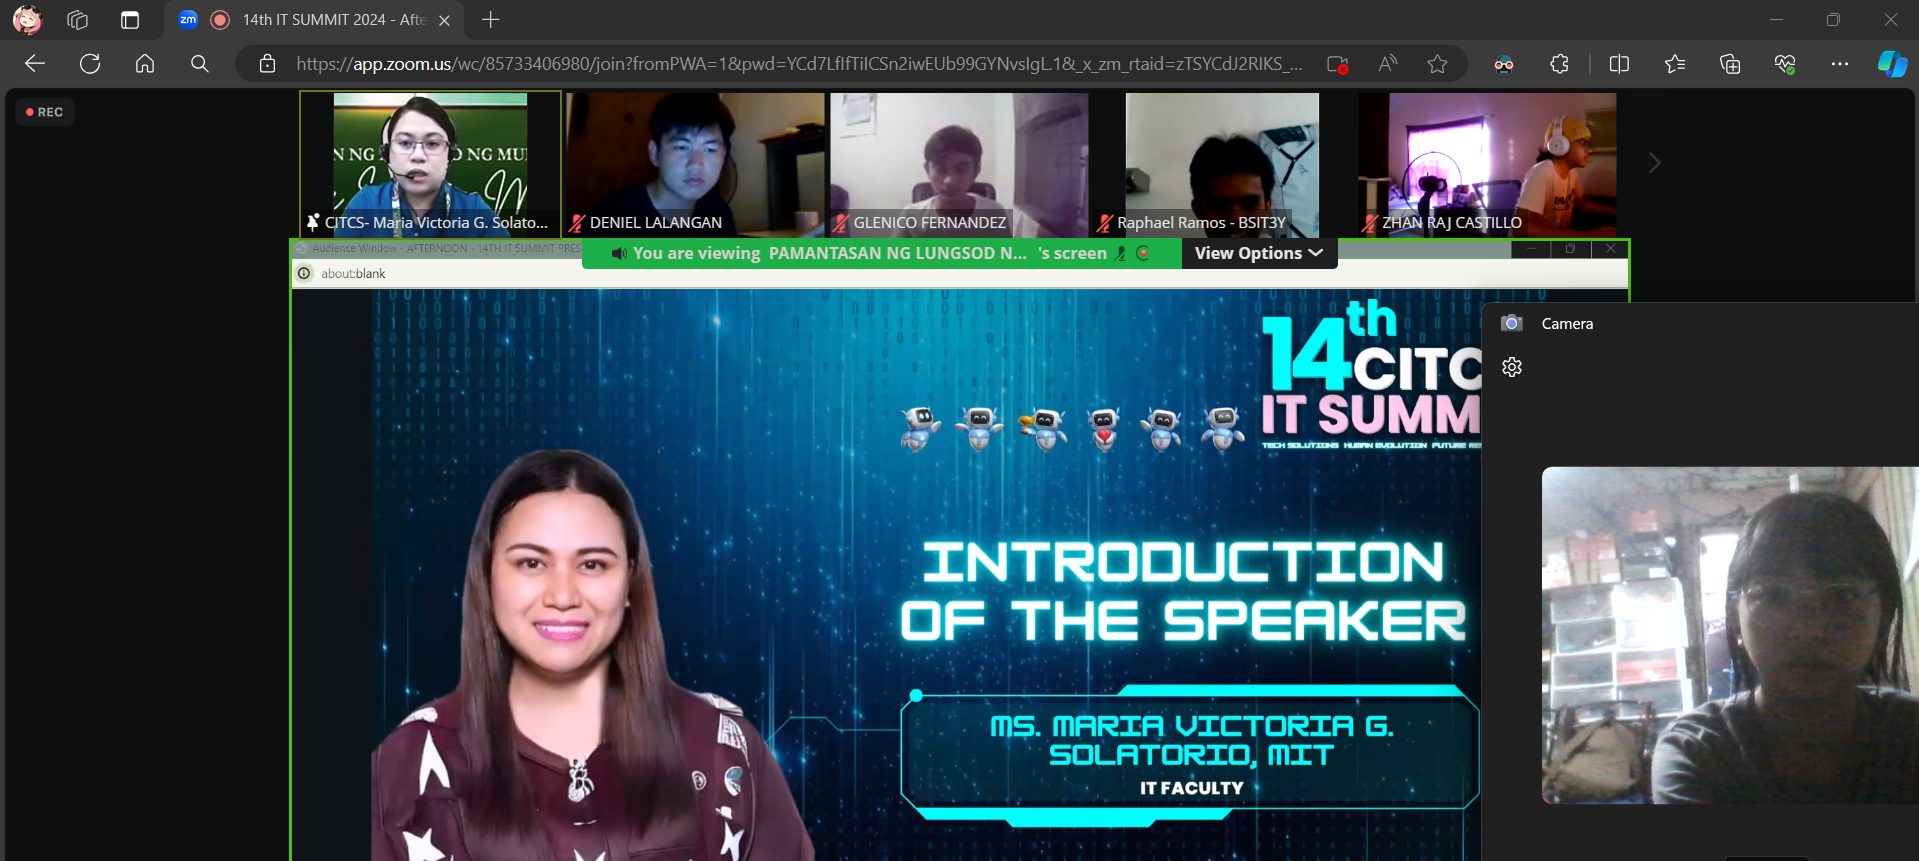 zm
14th IT SUMMIT 2024 - Afte
https://app.zoom.us/wc/85733406980/join?fromPWA=1&pwd=YCd7LfIfTiICSn2iwEUb99GYNvsIgL.1&_x_zm_rtaid=zTSYCdJ2RIKS_...
REC
N NG
D NG MU
CITCS- Maria Victoria G. Solato...
DENIEL LALANGAN
GLENICO FERNANDEZ
Raphael Ramos - BSIT3Y
ZHAN RAJ CASTILLO
Audience Window - AFTERNOON - 14TH IT SUMMIT PRES
You are viewing PAMANTASAN NG LUNGSOD N... 's screen
View Options
about:blank
14th
CITC
IT SUMM
TECH SOLUTIONS HUMAN EVOLUTION FUTURE RE
Camera
INTRODUCTION
OF THE SPEAKER
MS. MARIA VICTORIA G.
SOLATORIO, MIT
IT FACULTY